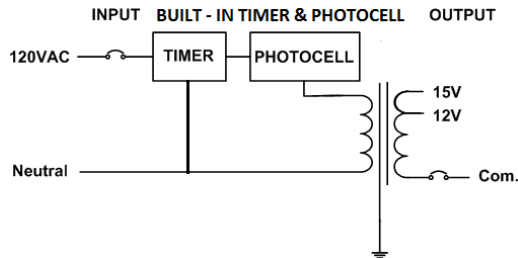 INPUT BUILT - IN TIMER & PHOTOCELL OUTPUT
120VAC TIMER PHOTOCELL
15V
12V
Neutral Com.